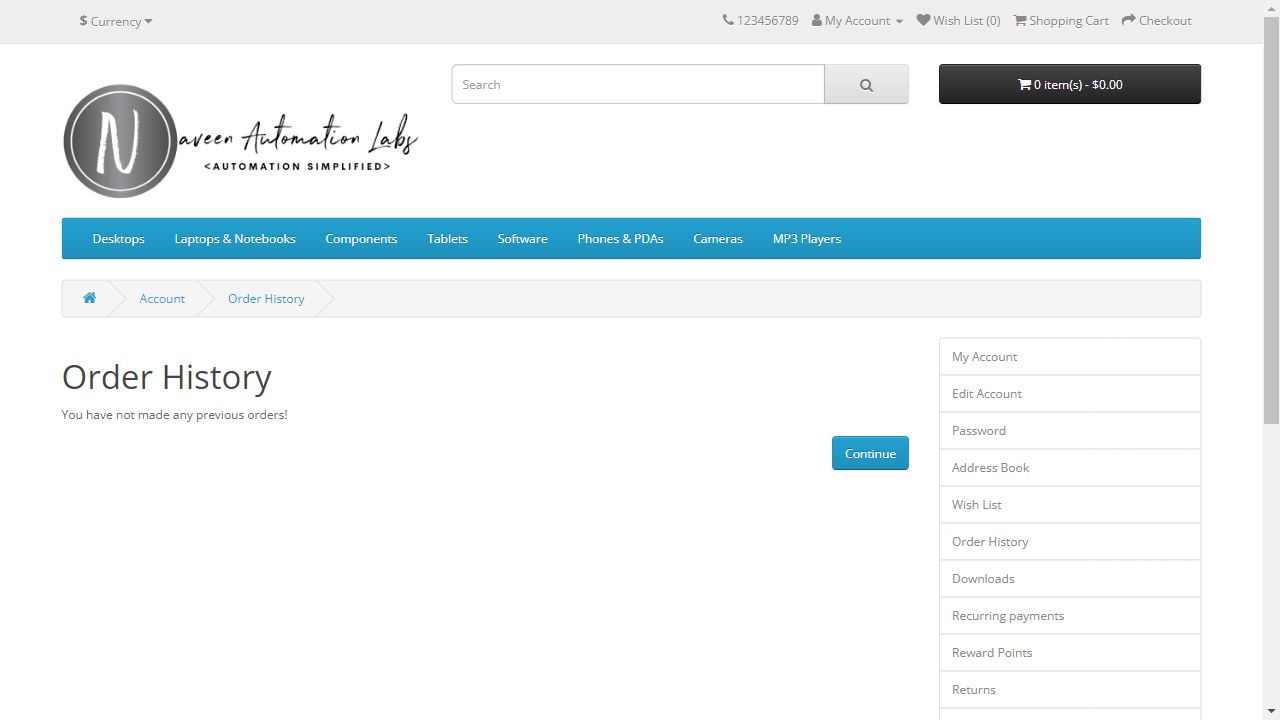 $ Currency
123456789 My Account Wish List (0) Shopping Cart Checkout
Search
0 item(s) - $0.00
N aveen Automation Labs
<AUTOMATION SIMPLIFIED>
Desktops Laptops & Notebooks Components Tablets Software Phones & PDAs Cameras MP3 Players
Account Order History
Order History
You have not made any previous orders!
Continue
My Account
Edit Account
Password
Address Book
Wish List
Order History
Downloads
Recurring payments
Reward Points
Returns